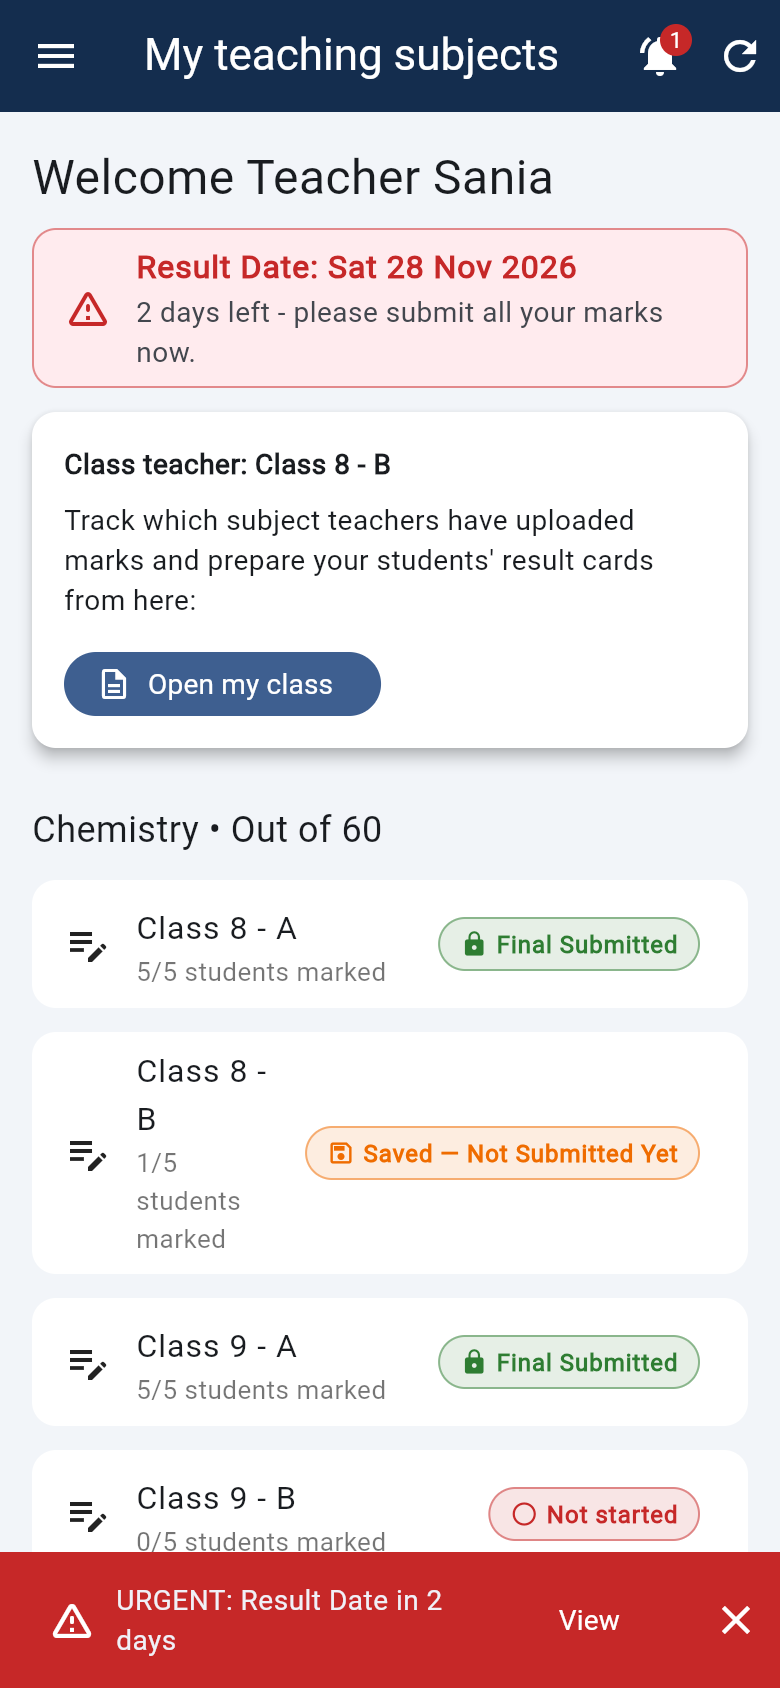 My teaching subjects
1
Welcome Teacher Sania
Result Date: Sat 28 Nov 2026
2 days left - please submit all your marks
now.
Class teacher: Class 8 - B
Track which subject teachers have uploaded
marks and prepare your students' result cards
from here:
Open my class
Chemistry • Out of 60
Class 8 - A
5/5 students marked
Final Submitted
Class 8 -
B
1/5
students
marked
Saved — Not Submitted Yet
Class 9 - A
5/5 students marked
Final Submitted
Class 9 - B
0/5 students marked
Not started
URGENT: Result Date in 2
days
View